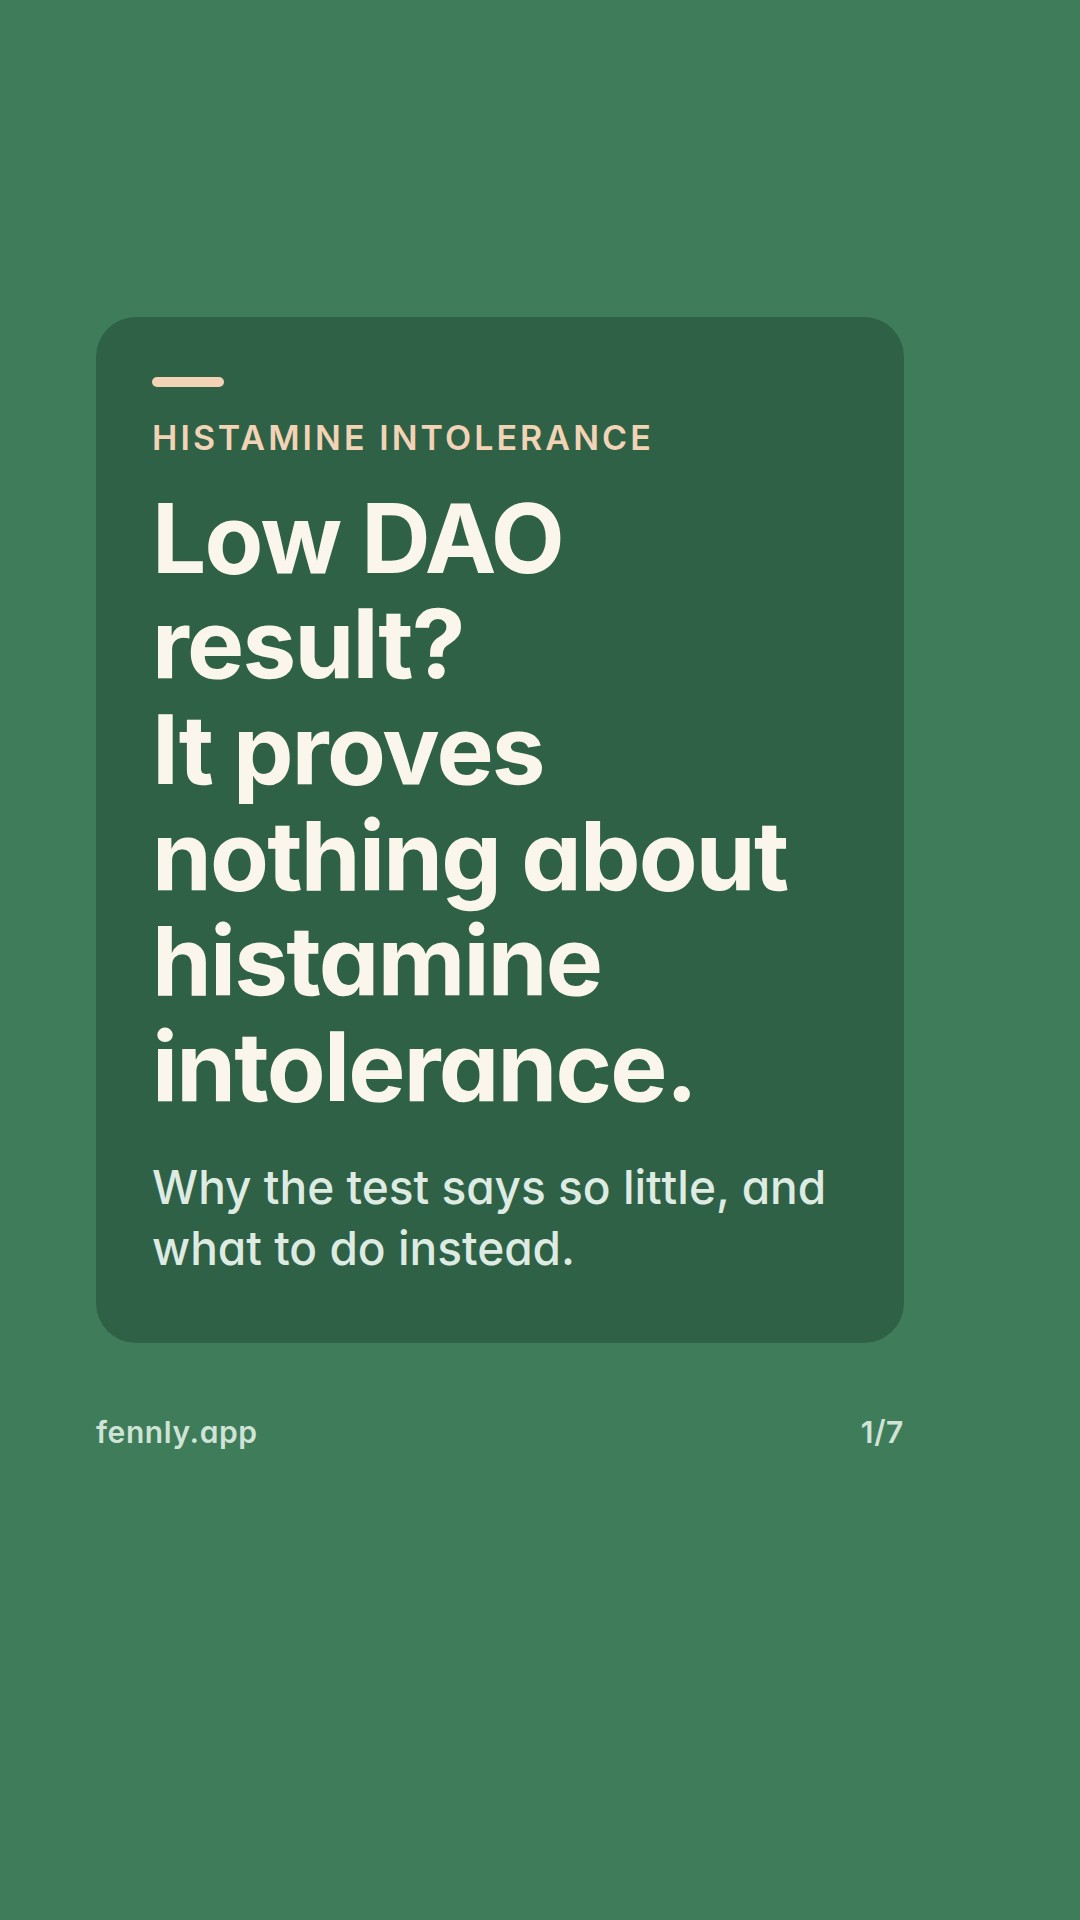 HISTAMINE INTOLERANCE
Low DAO
result?
It proves
nothing about
histamine
intolerance.
Why the test says so little, and
what to do instead.
fennly.app
1/7